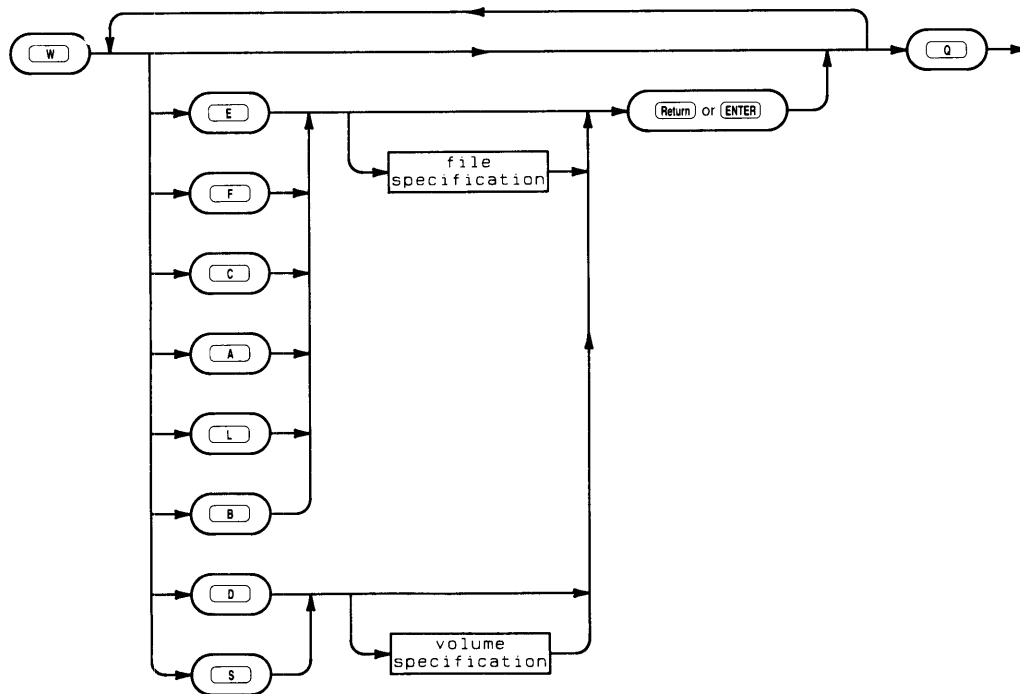 W
Q
E
Return or ENTER
file
specification
F
C
A
L
B
D
volume
specification
S